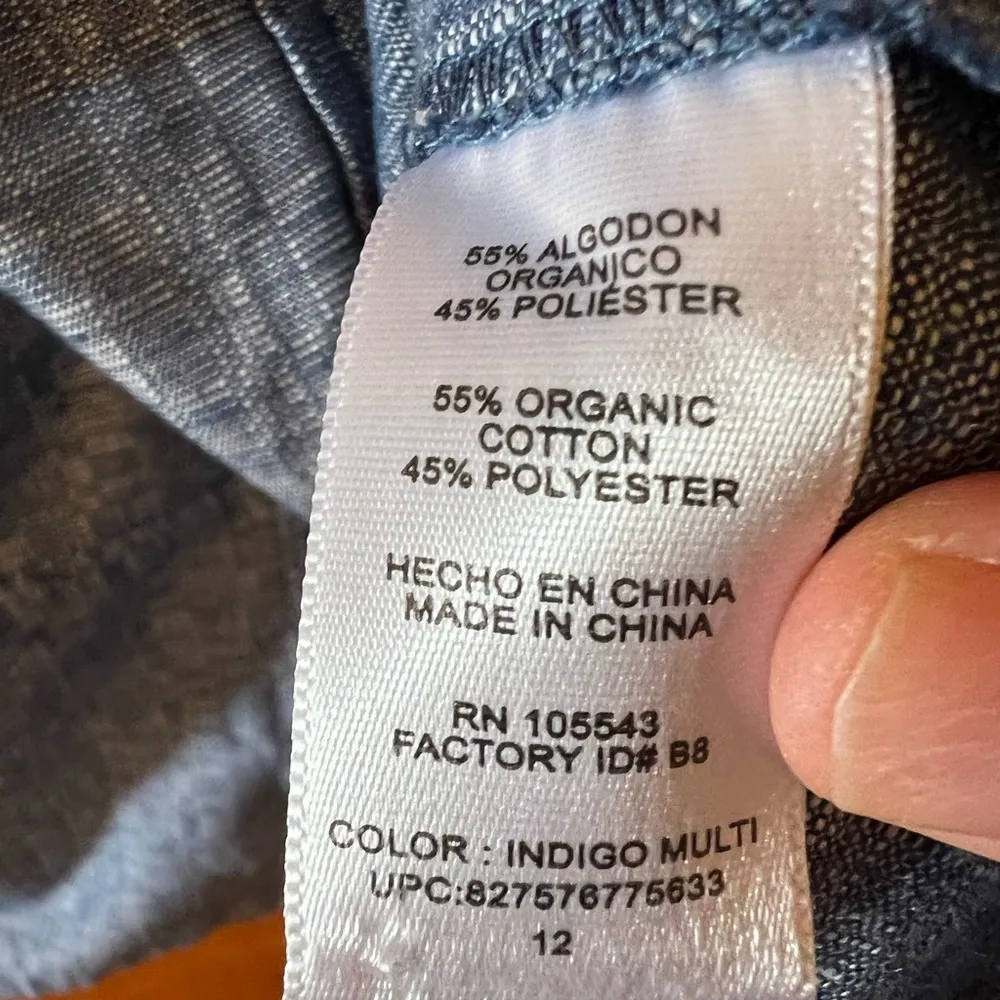 55% ALGODON
ORGANICO
45% POLIÉSTER
55% ORGANIC
COTTON
45% POLYESTER
HECHO EN CHINA
MADE IN CHINA
RN 105543
FACTORY ID# B8
COLOR : INDIGO MULTI
UPC:827576775633
12